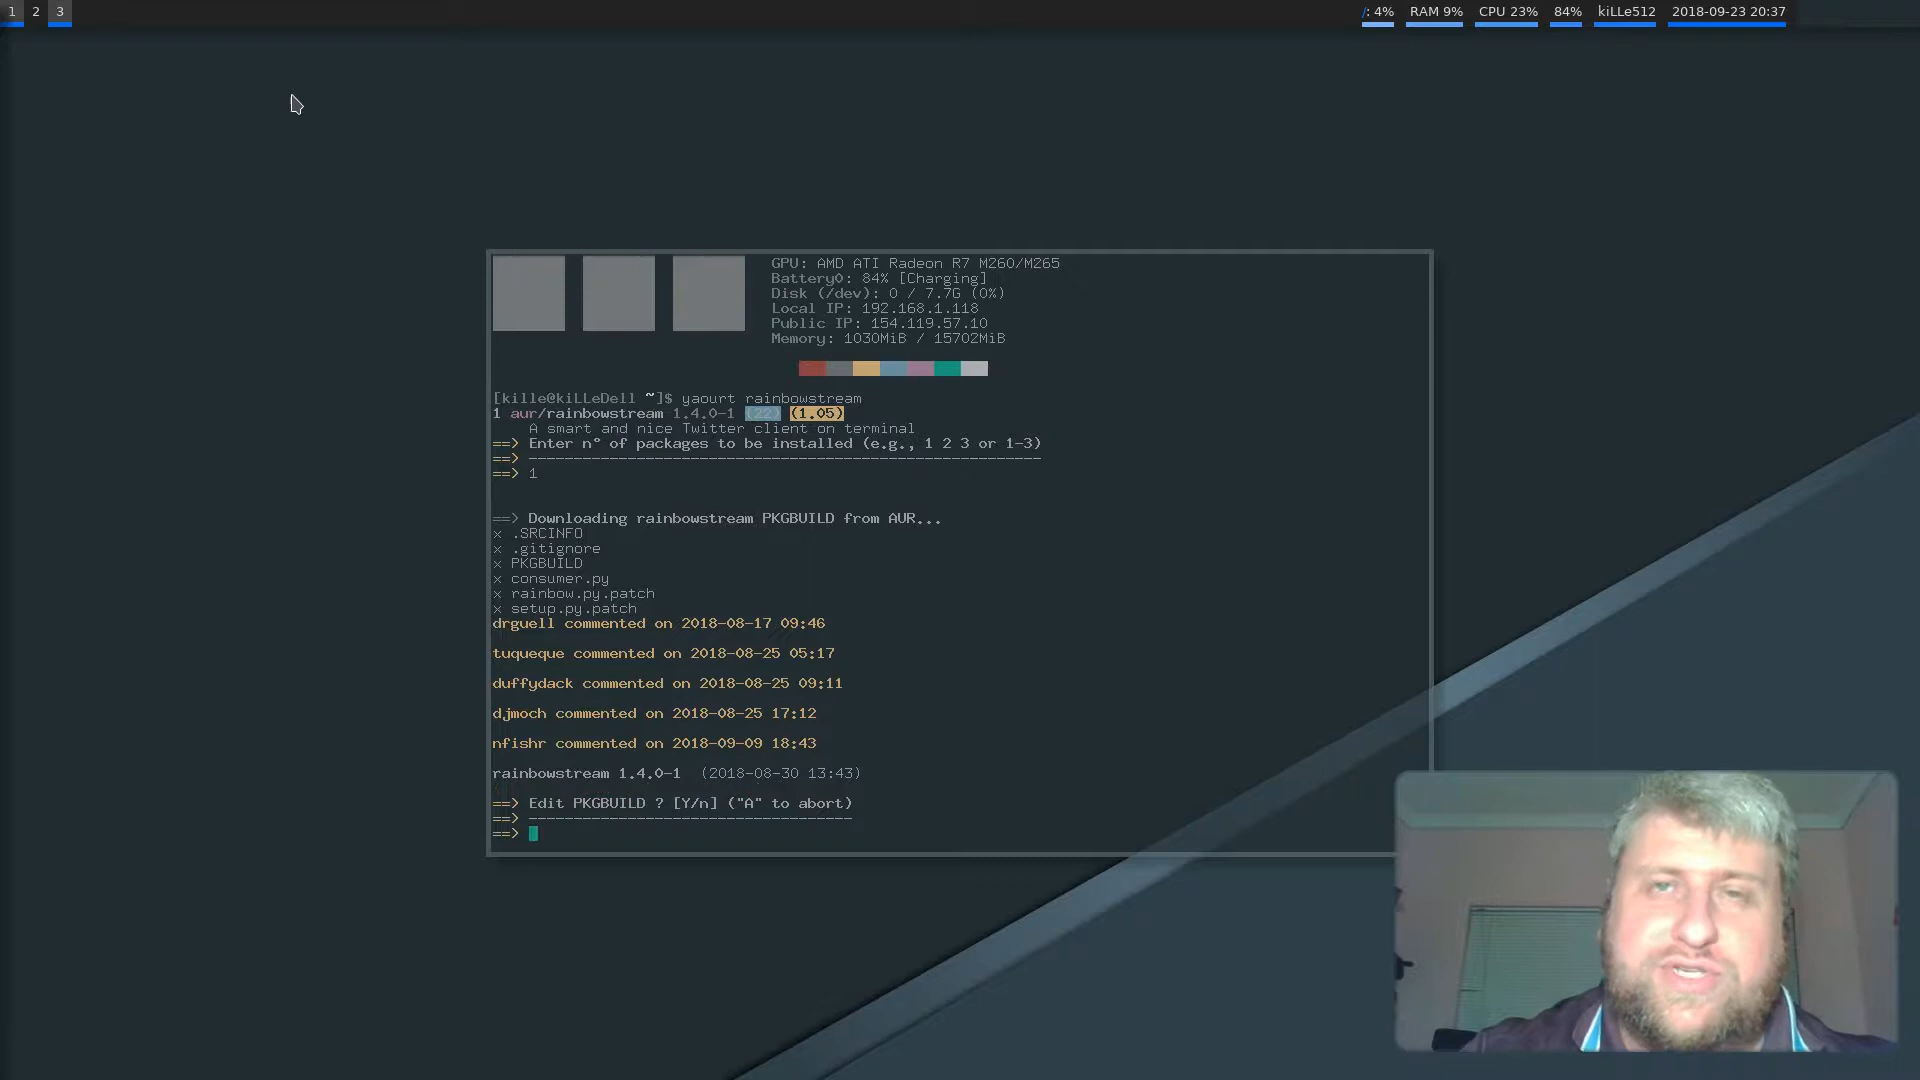 1 2 3
/: 4% RAM 9% CPU 23% 84% kiLLe512 2018-09-23 20:37
GPU: AMD ATI Radeon R7 M260/M265
Battery0: 84% [Charging]
Disk (/dev): 0 / 7.7G (0%)
Local IP: 192.168.1.118
Public IP: 154.119.57.10
Memory: 1030MiB / 15702MiB
[kille@kiLLeDell ~]$ yaourt rainbowstream
1 aur/rainbowstream 1.4.0-1 (22) (1.05)
A smart and nice Twitter client on terminal
==> Enter n° of packages to be installed (e.g., 1 2 3 or 1-3)
==> ---------------------------------------------------------
==> 1
==> Downloading rainbowstream PKGBUILD from AUR...
x .SRCINFO
x .gitignore
x PKGBUILD
x consumer.py
x rainbow.py.patch
x setup.py.patch
drguell commented on 2018-08-17 09:46
tuqueque commented on 2018-08-25 05:17
duffydack commented on 2018-08-25 09:11
djmoch commented on 2018-08-25 17:12
nfishr commented on 2018-09-09 18:43
rainbowstream 1.4.0-1 (2018-08-30 13:43)
==> Edit PKGBUILD ? [Y/n] ("A" to abort)
==> ------------------------------------
==>